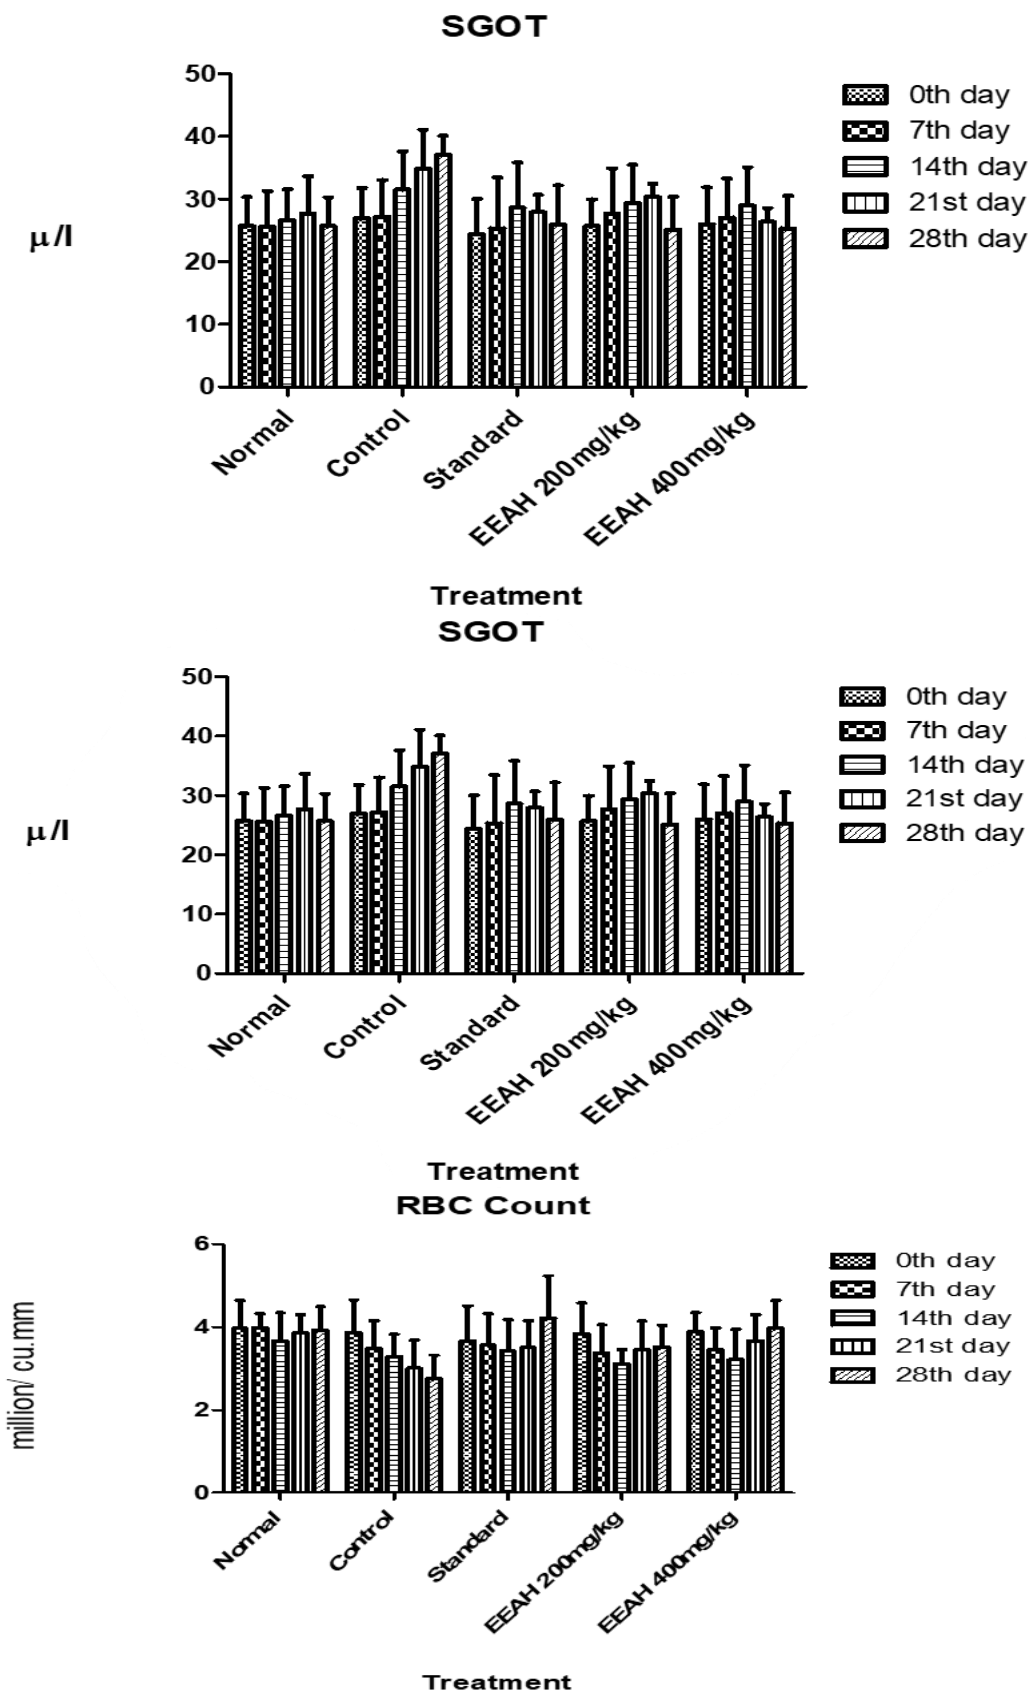 SGOT
50
40
30
20
10
0
μ/l
0th day
7th day
14th day
21st day
28th day
Normal
Control
Standard
EEAH 200mg/kg
EEAH 400mg/kg
Treatment
SGOT
50
40
30
20
10
0
μ/l
0th day
7th day
14th day
21st day
28th day
Normal
Control
Standard
EEAH 200mg/kg
EEAH 400mg/kg
Treatment
RBC Count
6
4
2
0
million/ cu.mm
0th day
7th day
14th day
21st day
28th day
Normal
Control
Standard
EEAH 200mg/kg
EEAH 400mg/kg
Treatment